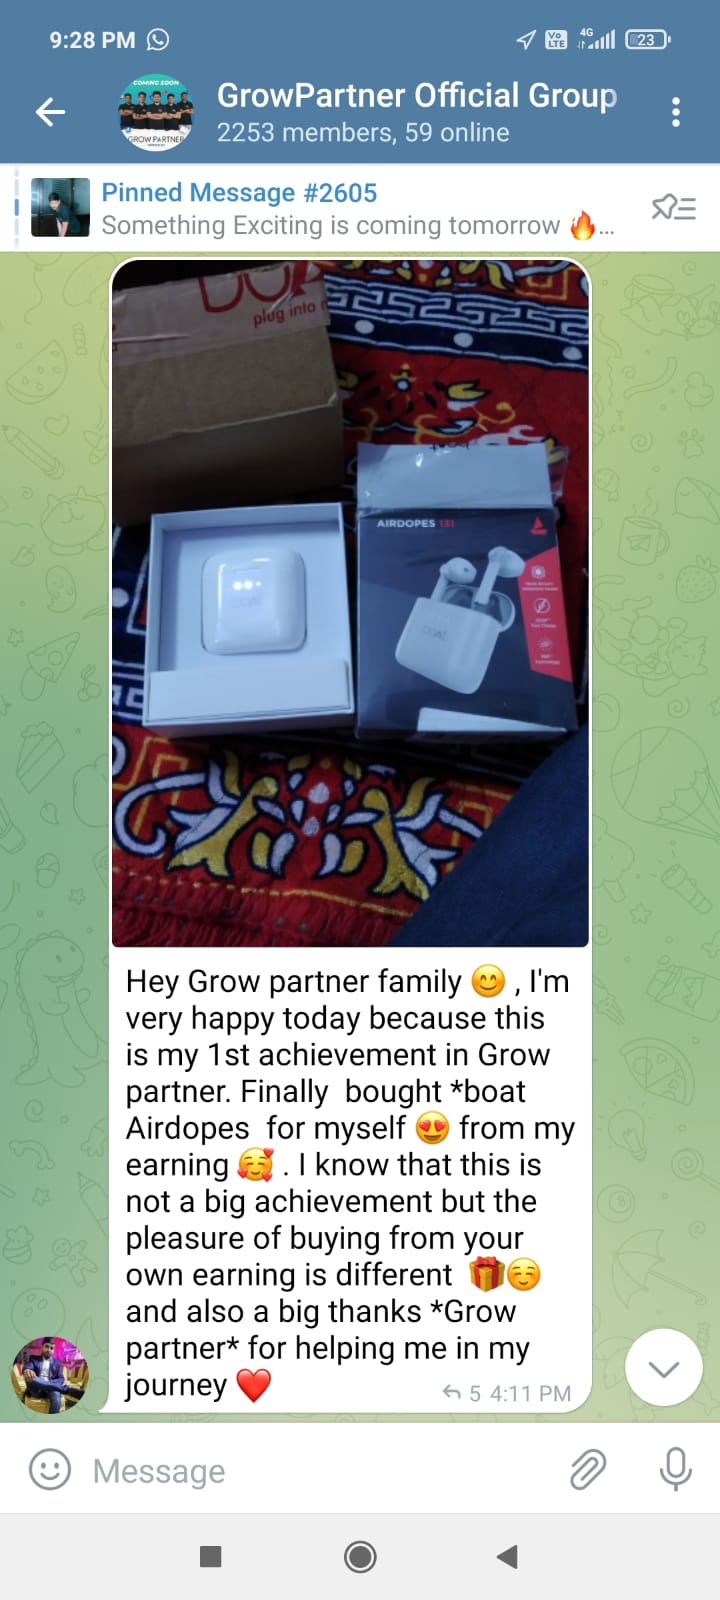 9:28 PM
Vo LTE 4G 23
COMING SOON
GROW PARTNER
GrowPartner Official Group
2253 members, 59 online
Pinned Message #2605
Something Exciting is coming tomorrow 🔥...
plug into
AIRDOPES 131
boAt
Hey Grow partner family 😊 , I'm
very happy today because this
is my 1st achievement in Grow
partner. Finally  bought *boat
Airdopes  for myself 😍 from my
earning 🥰 . I know that this is
not a big achievement but the
pleasure of buying from your
own earning is different  🎁☺️
and also a big thanks *Grow
partner* for helping me in my
journey ❤️
5 4:11 PM
Message